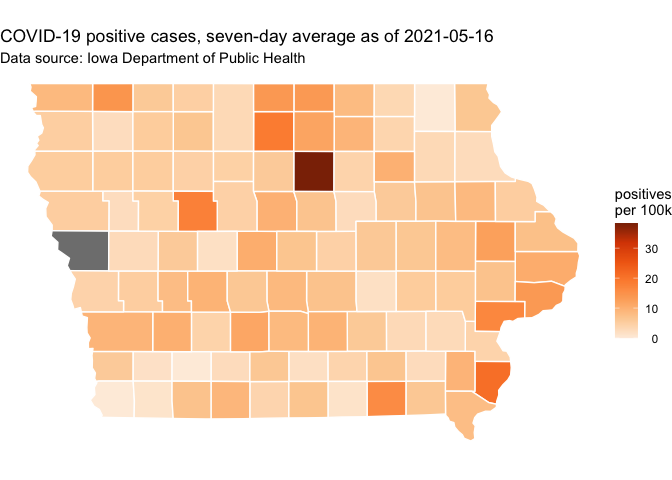 COVID-19 positive cases, seven-day average as of 2021-05-16
Data source: Iowa Department of Public Health
positives
per 100k
30
20
10
0